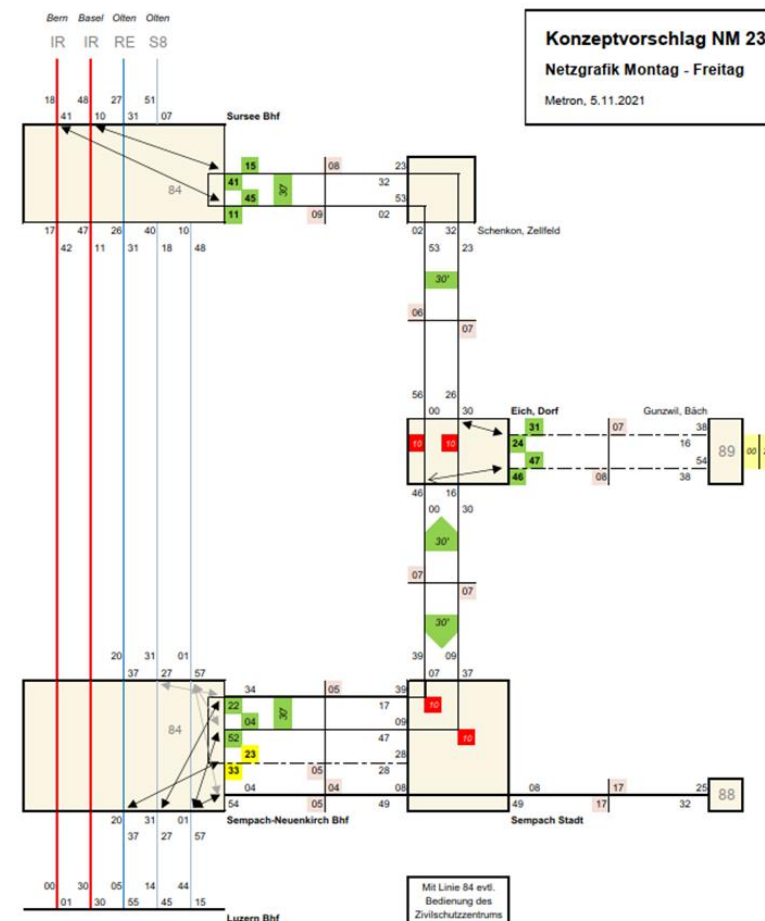 Bern Basel Olten Olten
IR IR RE S8
Konzeptvorschlag NM 23
Netzgrafik Montag - Freitag
Metron, 5.11.2021
18 48 27 51
41 10 31 07
Sursee Bhf
15 08 23
84 41 30' 32
45 53
11 09 02
17 47 26 40 10 02 32 Schenkon, Zellfeld
42 11 31 18 48 53 23
30'
06
07
56 26
00 30 Eich, Dorf Gunzwil, Bäch
31 07 38
10 10 24 16 89 00
47 54
46 08 38
46 16
00 30
30'
07
07
30'
20 31 01 39 09
37 27 57 07 37
34 05 39
22 17 10
84 04 30' 09
52 47 10
23 28
33 05 28
04 04 08 08 17 25
54 05 49 49 17 32 88
20 31 01 Sempach-Neuenkirch Bhf Sempach Stadt
37 27 57
00 30 05 14 44
01 30 55 45 15
Luzern Bhf
Mit Linie 84 evtl.
Bedienung des
Zivilschutzzentrums